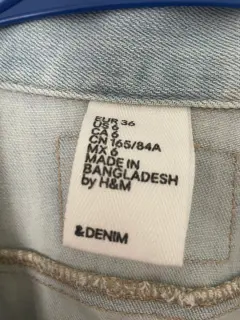 EUR 36
US 6
CA 6
CN 165/84A
MX 6
MADE IN
BANGLADESH
by H&M
&DENIM